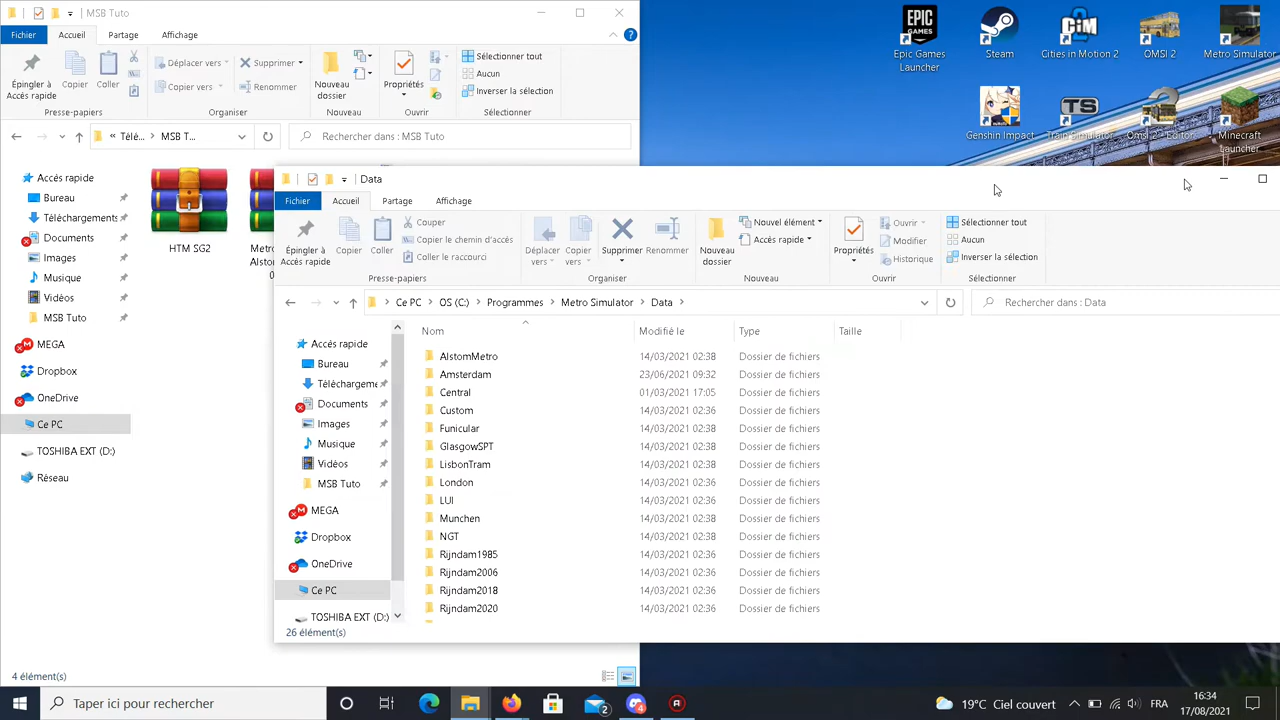 MSB Tuto
Fichier
Accueil
Partage
Affichage
Épingler à
Accès rapide
Copier
Coller
Déplacer vers
Copier vers
Supprimer
Renommer
Nouveau
dossier
Propriétés
Sélectionner tout
Aucun
Inverser la sélection
Presse-papiers
Organiser
Nouveau
Ouvrir
Sélectionner
« Télé...
MSB T...
Rechercher dans : MSB Tuto
Accès rapide
Bureau
Téléchargements
Documents
Images
Musique
Vidéos
MSB Tuto
MEGA
Dropbox
OneDrive
Ce PC
TOSHIBA EXT (D:)
Réseau
HTM SG2
4 élément(s)
Epic Games
Launcher
EPIC
GAMES
Steam
CiM
Cities in Motion 2
OMSI 2
Metro Simulator
Genshin Impact
TS
Train Simulator
Omsi 2 - Editor
Minecraft
Launcher
Data
Fichier
Accueil
Partage
Affichage
Épingler à
Accès rapide
Copier
Coller
Couper
Copier le chemin d'accès
Coller le raccourci
Déplacer
vers
Copier
vers
Supprimer
Renommer
Nouveau
dossier
Nouvel élément
Accès rapide
Propriétés
Ouvrir
Modifier
Historique
Sélectionner tout
Aucun
Inverser la sélection
Presse-papiers
Organiser
Nouveau
Ouvrir
Sélectionner
Ce PC
OS (C:)
Programmes
Metro Simulator
Data
Rechercher dans : Data
Accès rapide
Bureau
Téléchargeme
Documents
Images
Musique
Vidéos
MSB Tuto
MEGA
Dropbox
OneDrive
Ce PC
TOSHIBA EXT (D:)
Nom Modifié le Type Taille
AlstomMetro 14/03/2021 02:38 Dossier de fichiers
Amsterdam 23/06/2021 09:32 Dossier de fichiers
Central 01/03/2021 17:05 Dossier de fichiers
Custom 14/03/2021 02:36 Dossier de fichiers
Funicular 14/03/2021 02:38 Dossier de fichiers
GlasgowSPT 14/03/2021 02:38 Dossier de fichiers
LisbonTram 14/03/2021 02:38 Dossier de fichiers
London 14/03/2021 02:36 Dossier de fichiers
LUI 14/03/2021 02:36 Dossier de fichiers
Munchen 14/03/2021 02:38 Dossier de fichiers
NGT 14/03/2021 02:38 Dossier de fichiers
Rijndam1985 14/03/2021 02:36 Dossier de fichiers
Rijndam2006 14/03/2021 02:36 Dossier de fichiers
Rijndam2018 14/03/2021 02:36 Dossier de fichiers
Rijndam2020 14/03/2021 02:36 Dossier de fichiers
26 élément(s)
Taper ici pour rechercher
2
4
19°C Ciel couvert
FRA
16:34
17/08/2021